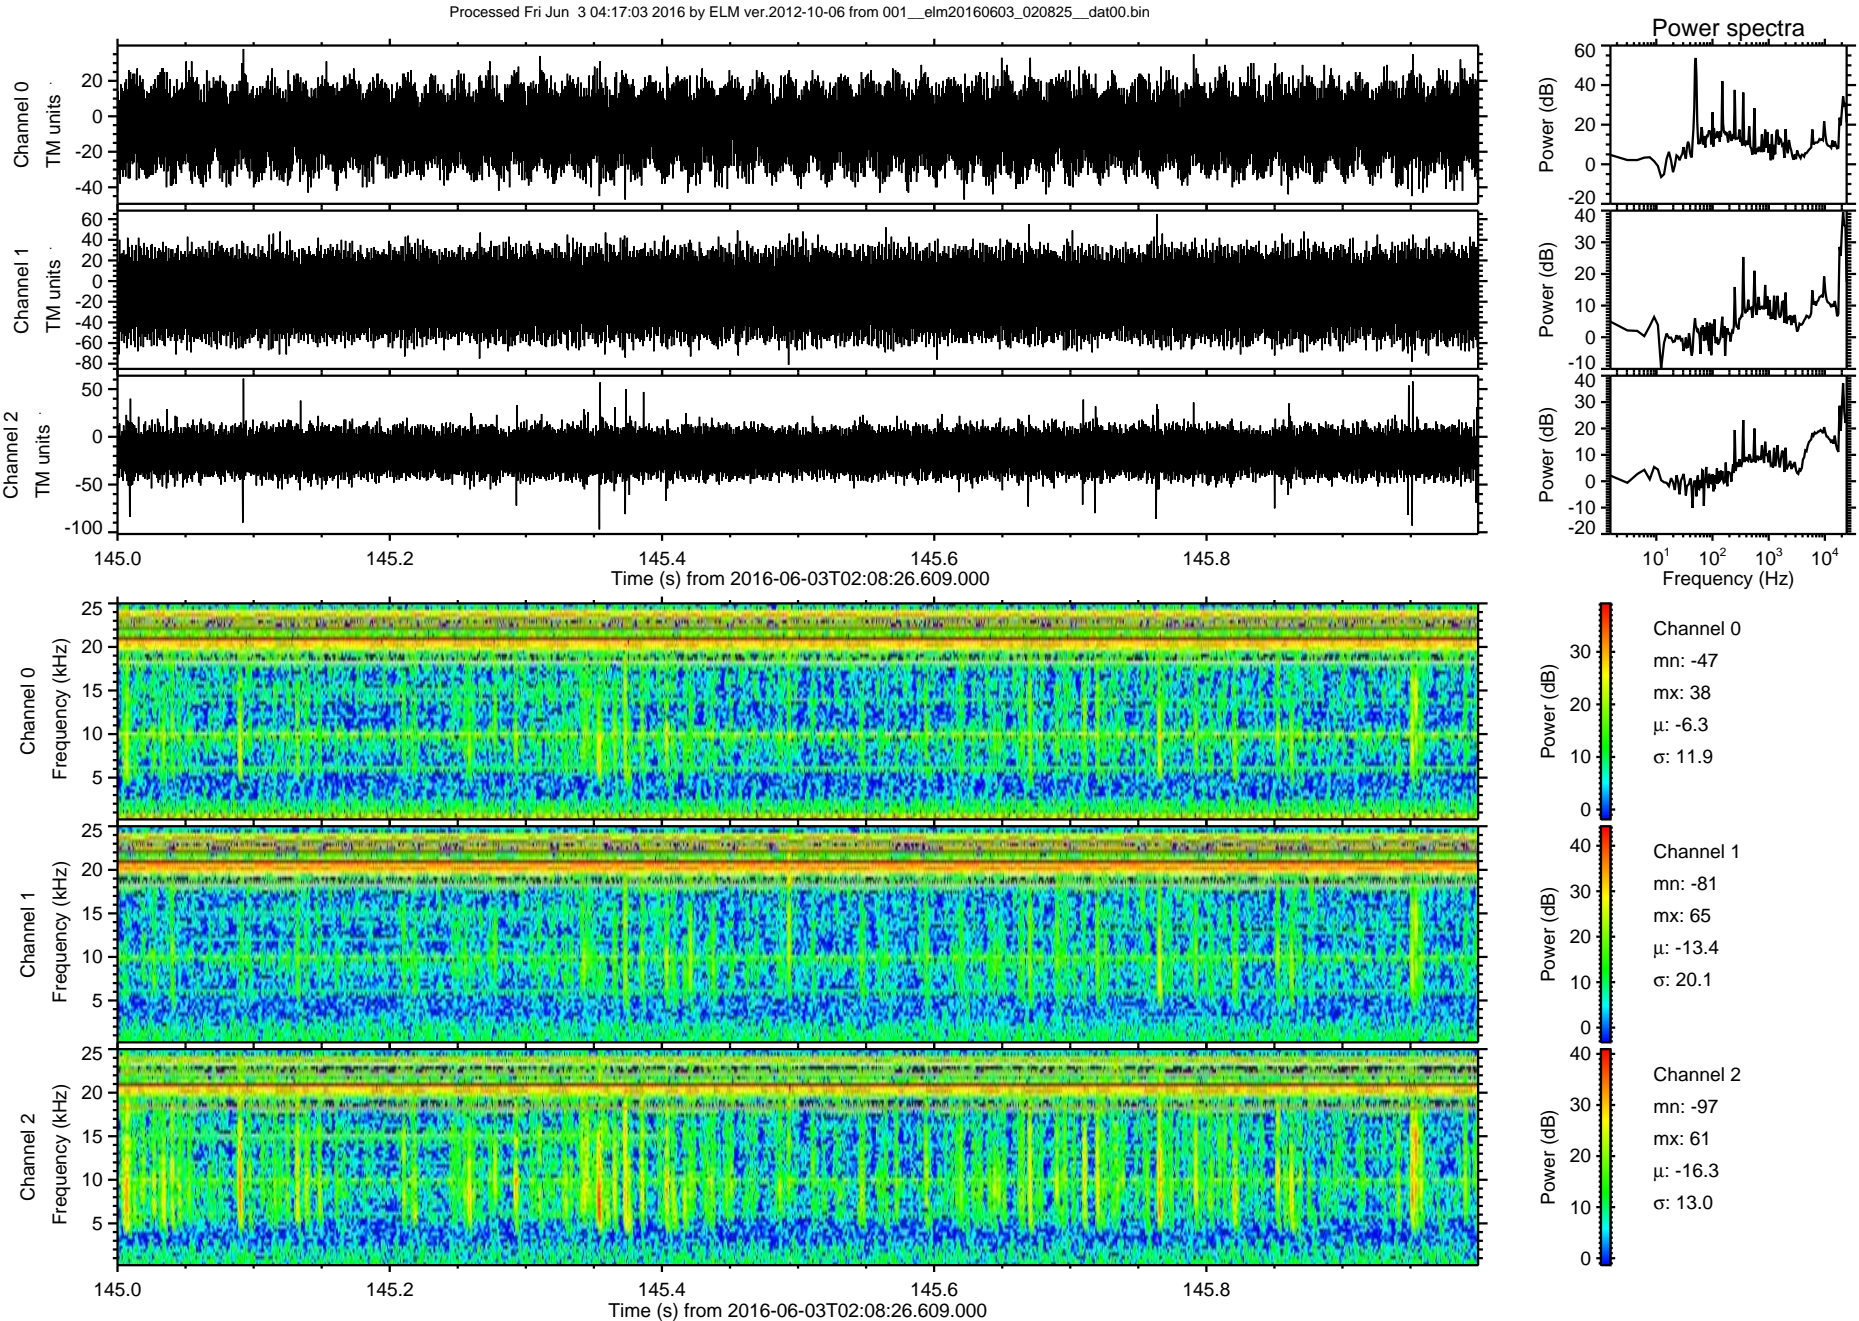 Processed Fri Jun  3 04:17:03 2016 by ELM ver.2012-10-06 from 001__elm20160603_020825__dat00.bin
Power spectra
Channel 0
TM units
20
0
-20
-40
Power (dB)
60
40
20
0
-20
Channel 1
TM units
60
40
20
0
-20
-40
-60
-80
Power (dB)
40
30
20
10
0
-10
Channel 2
TM units
50
0
-50
-100
Power (dB)
40
30
20
10
0
-10
-20
145.0 145.2 145.4 145.6 145.8
Time (s) from 2016-06-03T02:08:26.609.000
10^1 10^2 10^3 10^4
Frequency (Hz)
Channel 0
Frequency (kHz)
25
20
15
10
5
Power (dB)
30
20
10
0
Channel 0
mn: -47
mx: 38
µ: -6.3
σ: 11.9
Channel 1
Frequency (kHz)
25
20
15
10
5
Power (dB)
40
30
20
10
0
Channel 1
mn: -81
mx: 65
µ: -13.4
σ: 20.1
Channel 2
Frequency (kHz)
25
20
15
10
5
Power (dB)
40
30
20
10
0
Channel 2
mn: -97
mx: 61
µ: -16.3
σ: 13.0
145.0 145.2 145.4 145.6 145.8
Time (s) from 2016-06-03T02:08:26.609.000